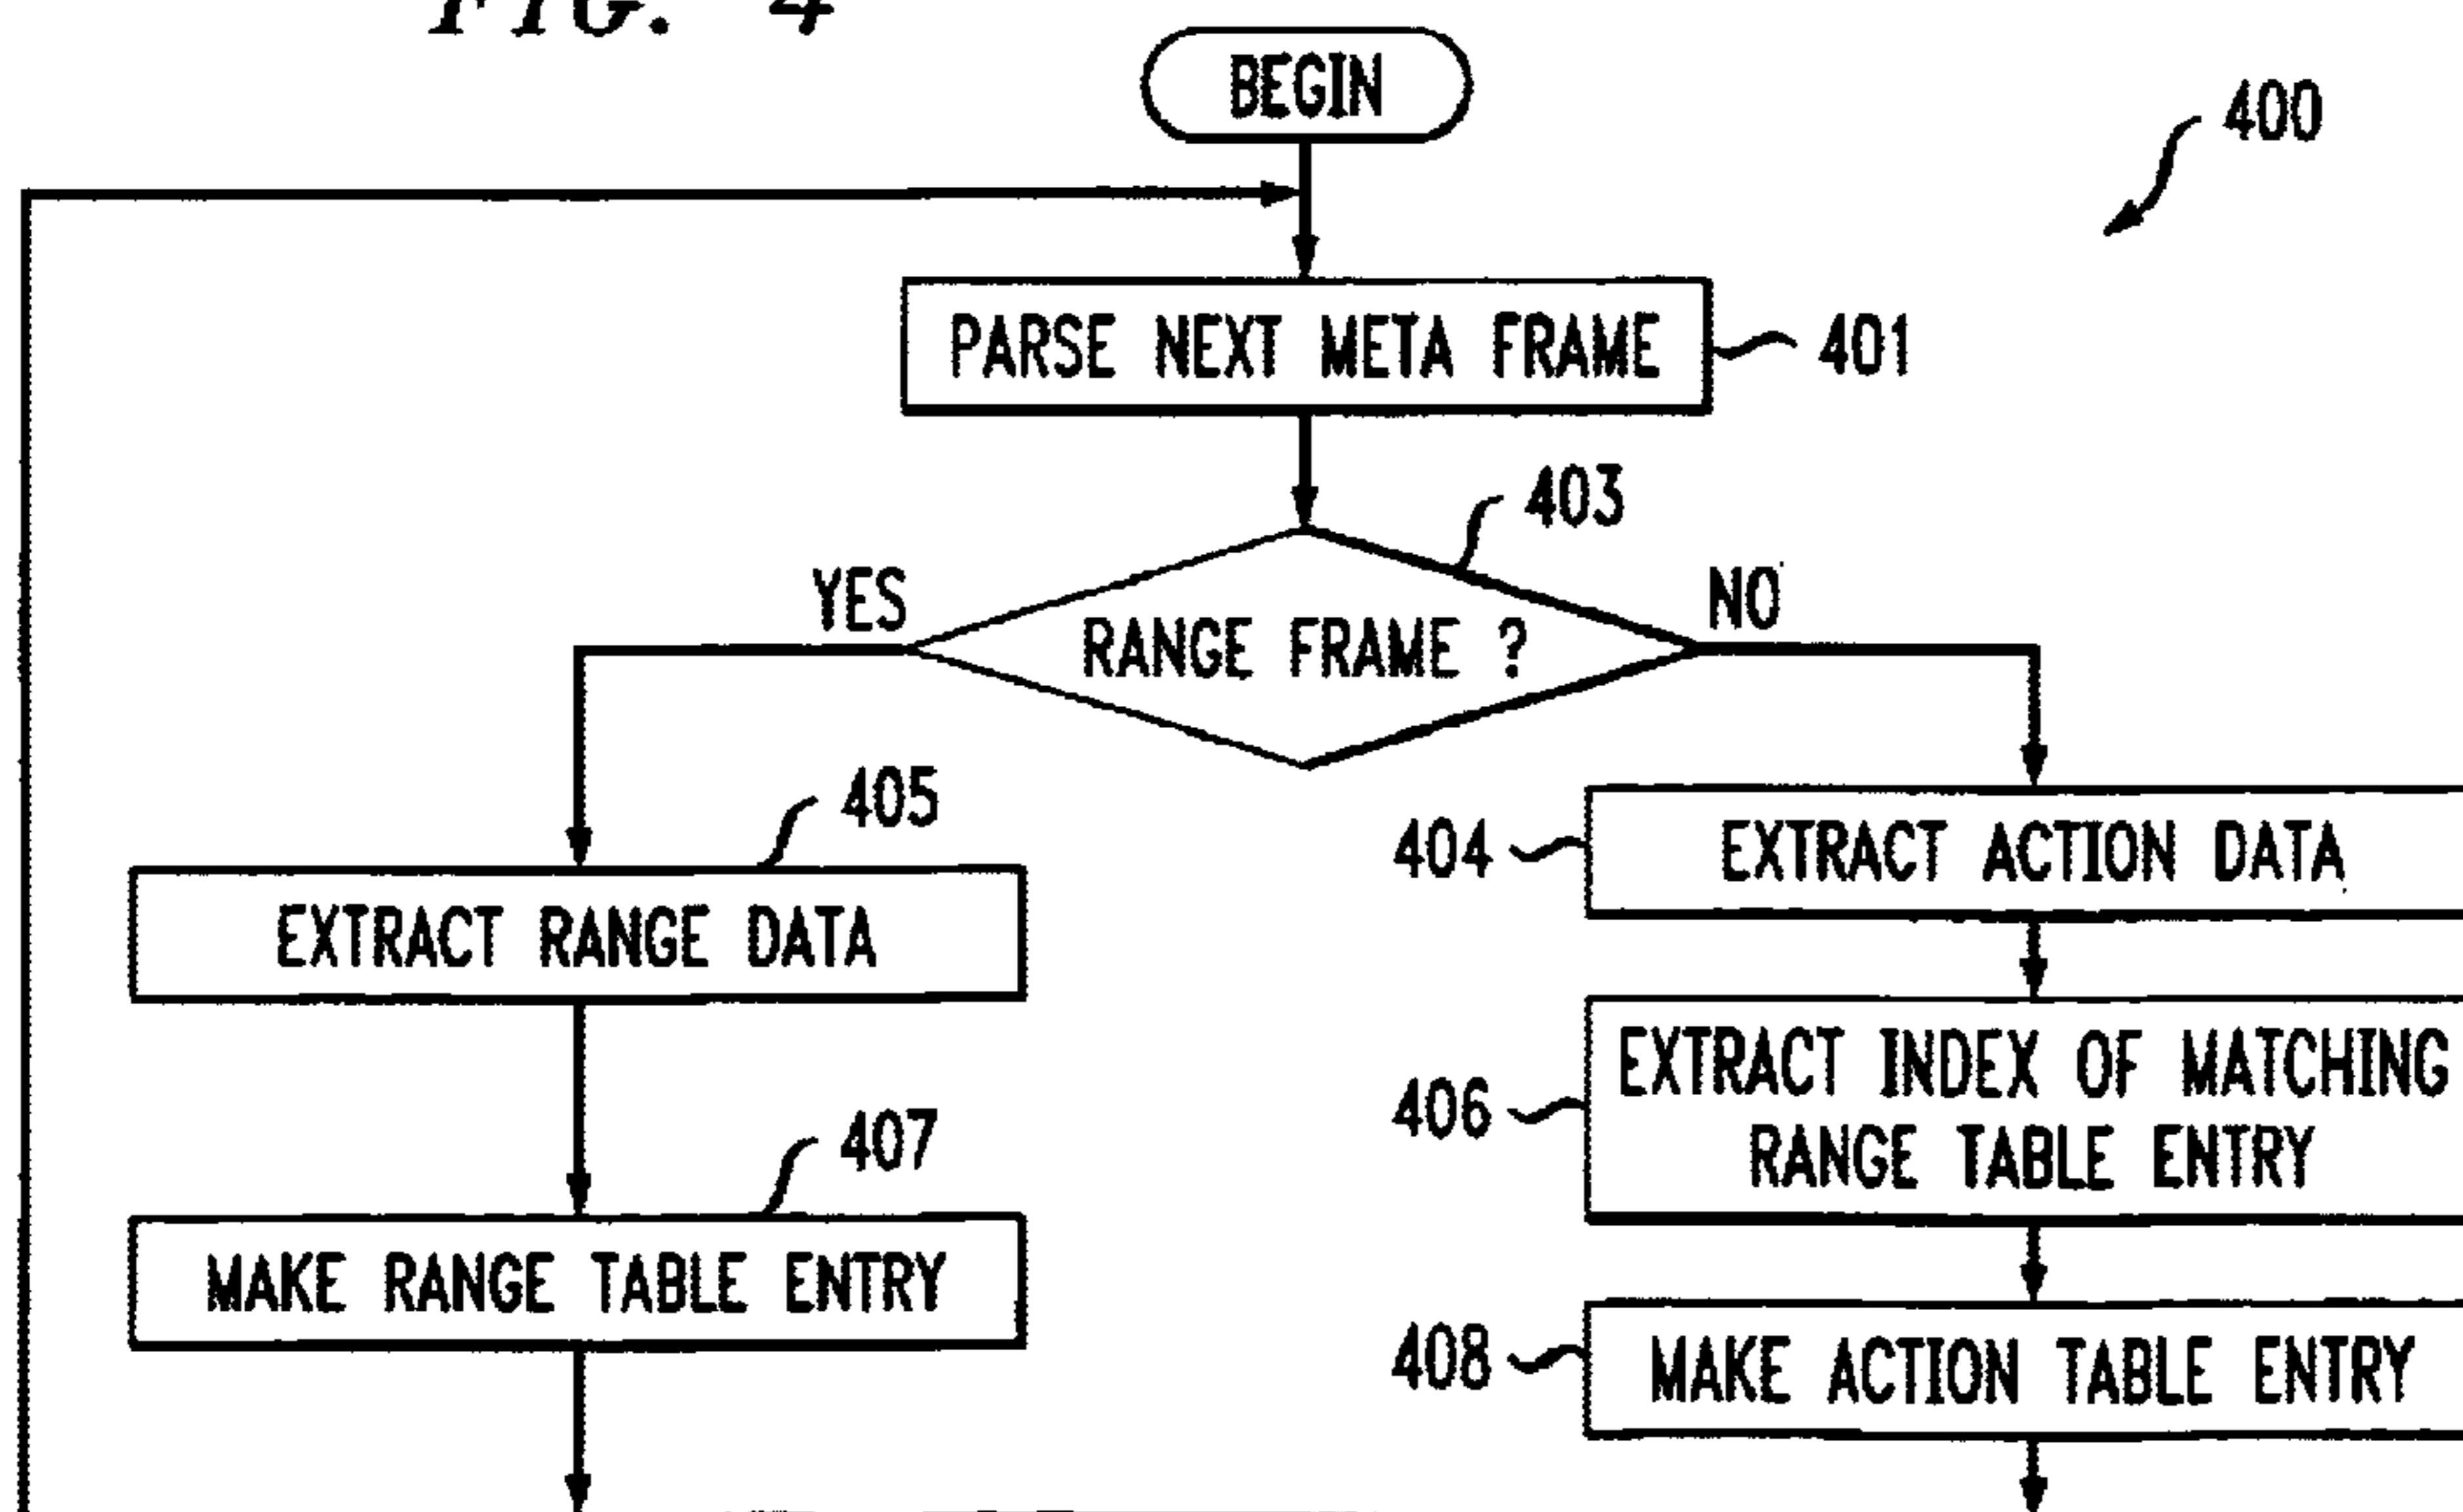 FIG. 4
BEGIN
400
PARSE NEXT META FRAME
401
403
YES
NO
RANGE FRAME ?
405
404
EXTRACT ACTION DATA
EXTRACT RANGE DATA
406
EXTRACT INDEX OF MATCHING
RANGE TABLE ENTRY
407
MAKE RANGE TABLE ENTRY
408
MAKE ACTION TABLE ENTRY